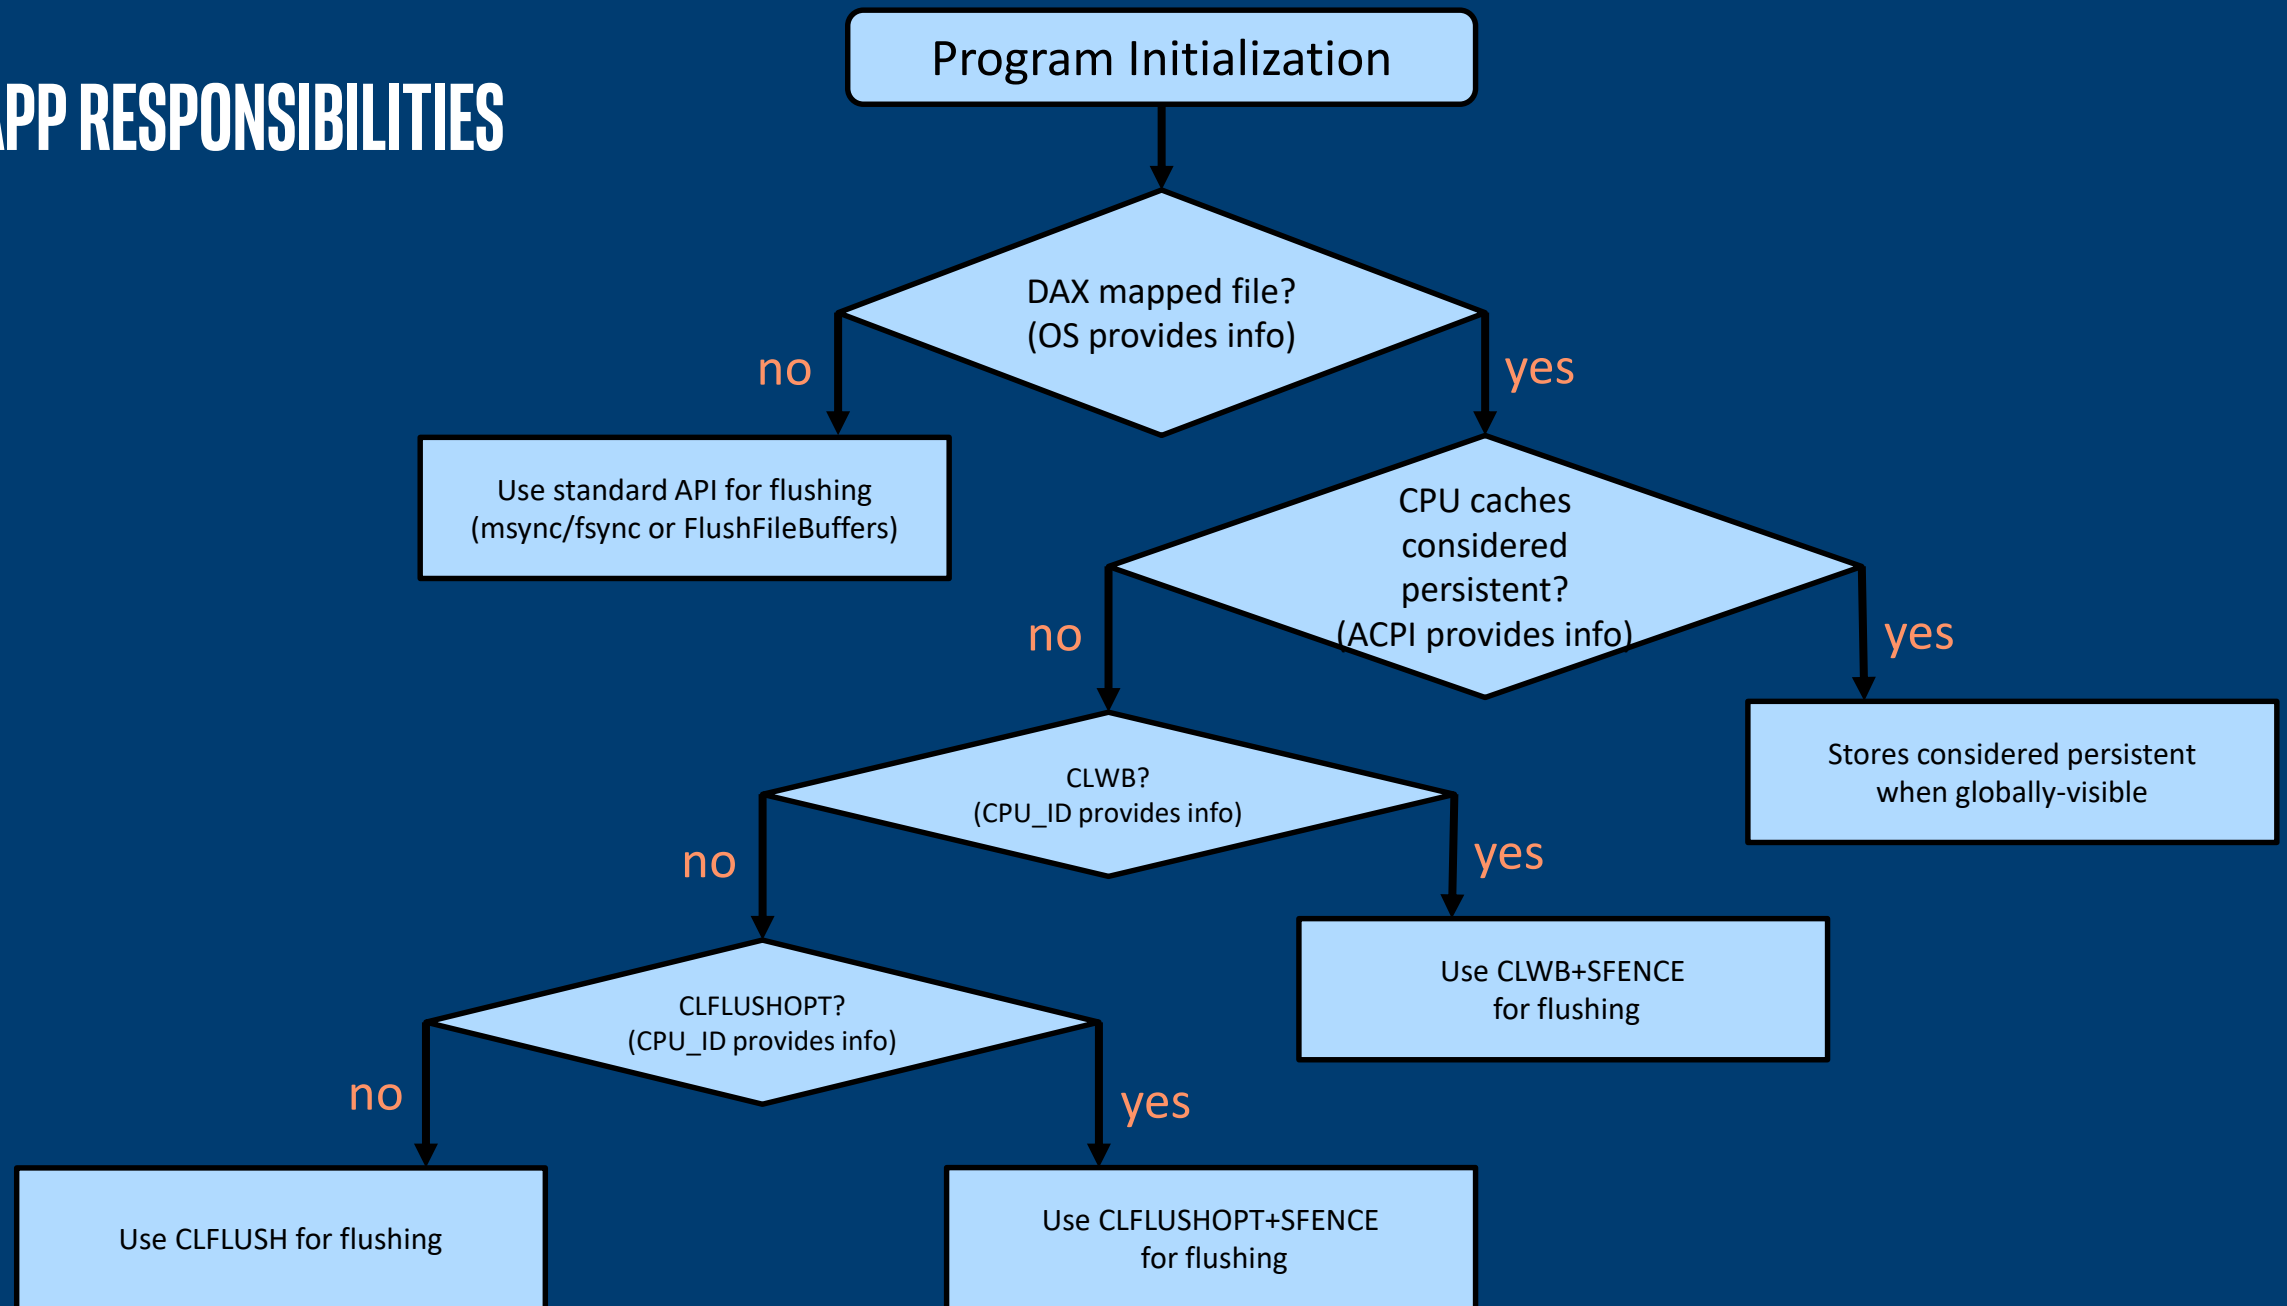 Program Initialization
APP RESPONSIBILITIES
DAX mapped file?
(OS provides info)
no
yes
Use standard API for flushing
(msync/fsync or FlushFileBuffers)
CPU caches
considered
persistent?
(ACPI provides info)
no
yes
Stores considered persistent
when globally-visible
CLWB?
(CPU_ID provides info)
no
yes
Use CLWB+SFENCE
for flushing
CLFLUSHOPT?
(CPU_ID provides info)
no
yes
Use CLFLUSH for flushing
Use CLFLUSHOPT+SFENCE
for flushing